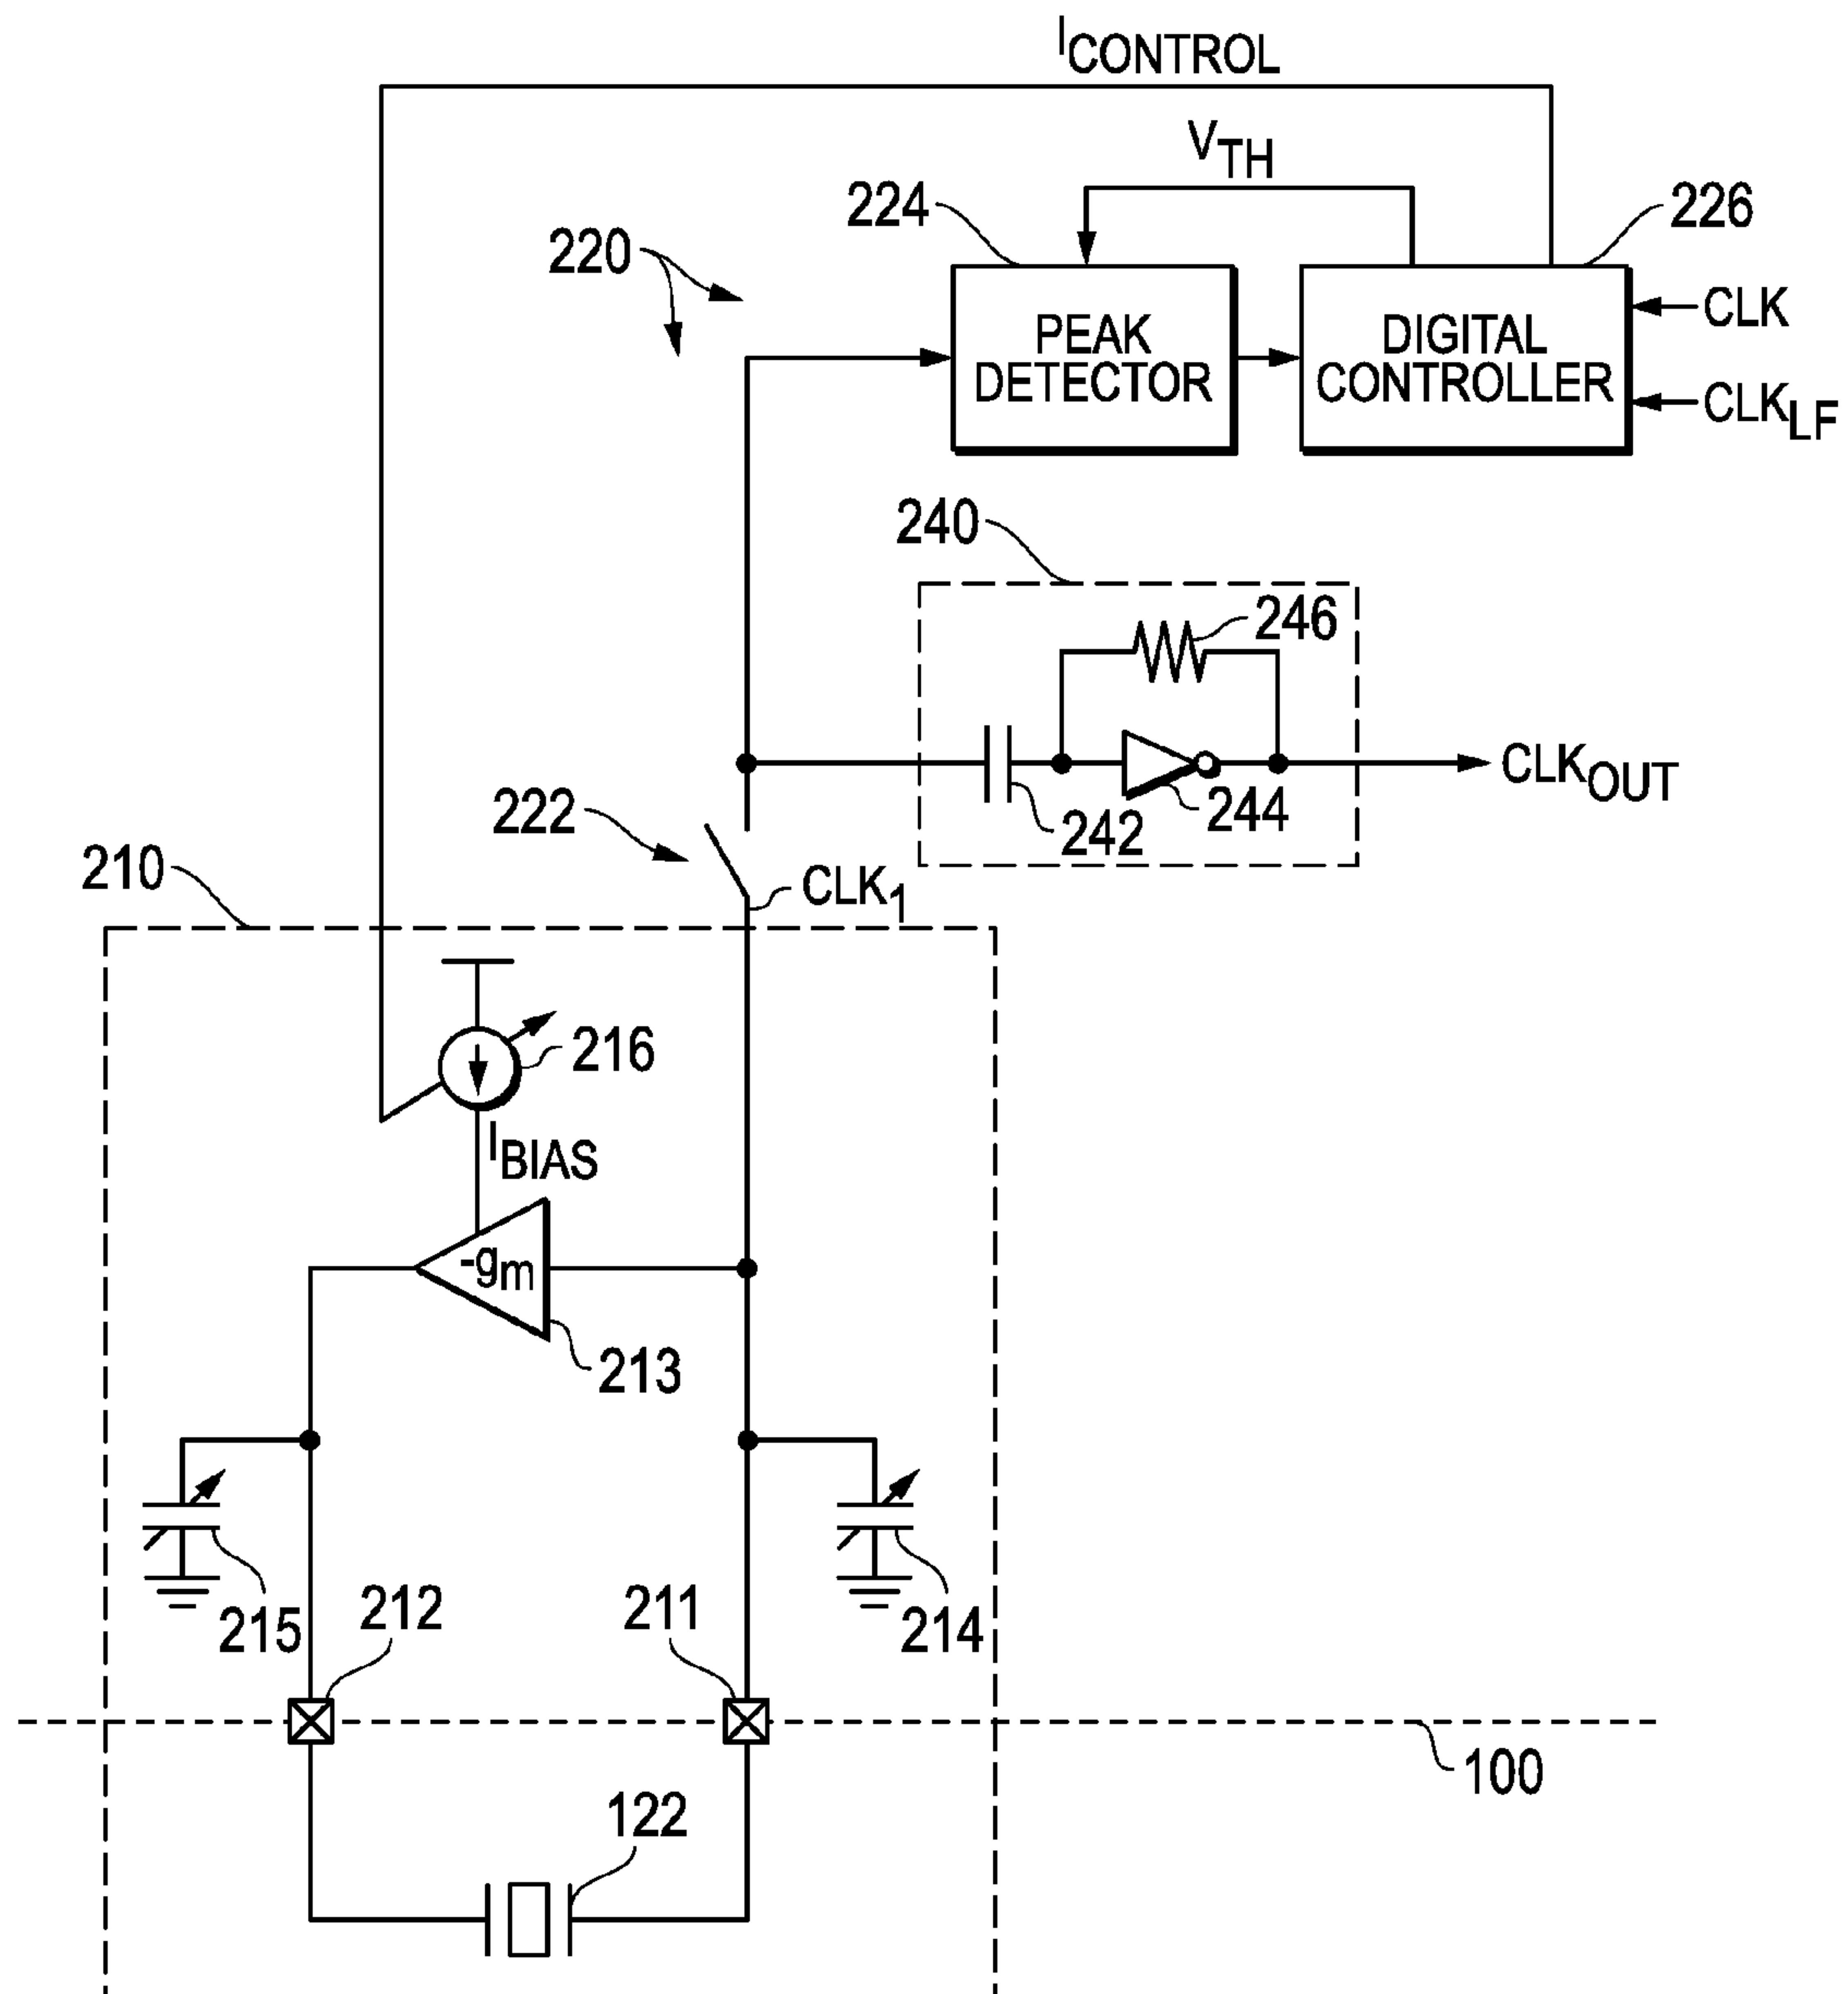 ICONTROL
VTH
224
226
220
PEAK
DETECTOR
DIGITAL
CONTROLLER
CLK
CLKLF
240
246
CLKOUT
222
242
244
210
CLK1
216
IBIAS
-gm
213
215
212
211
214
100
122